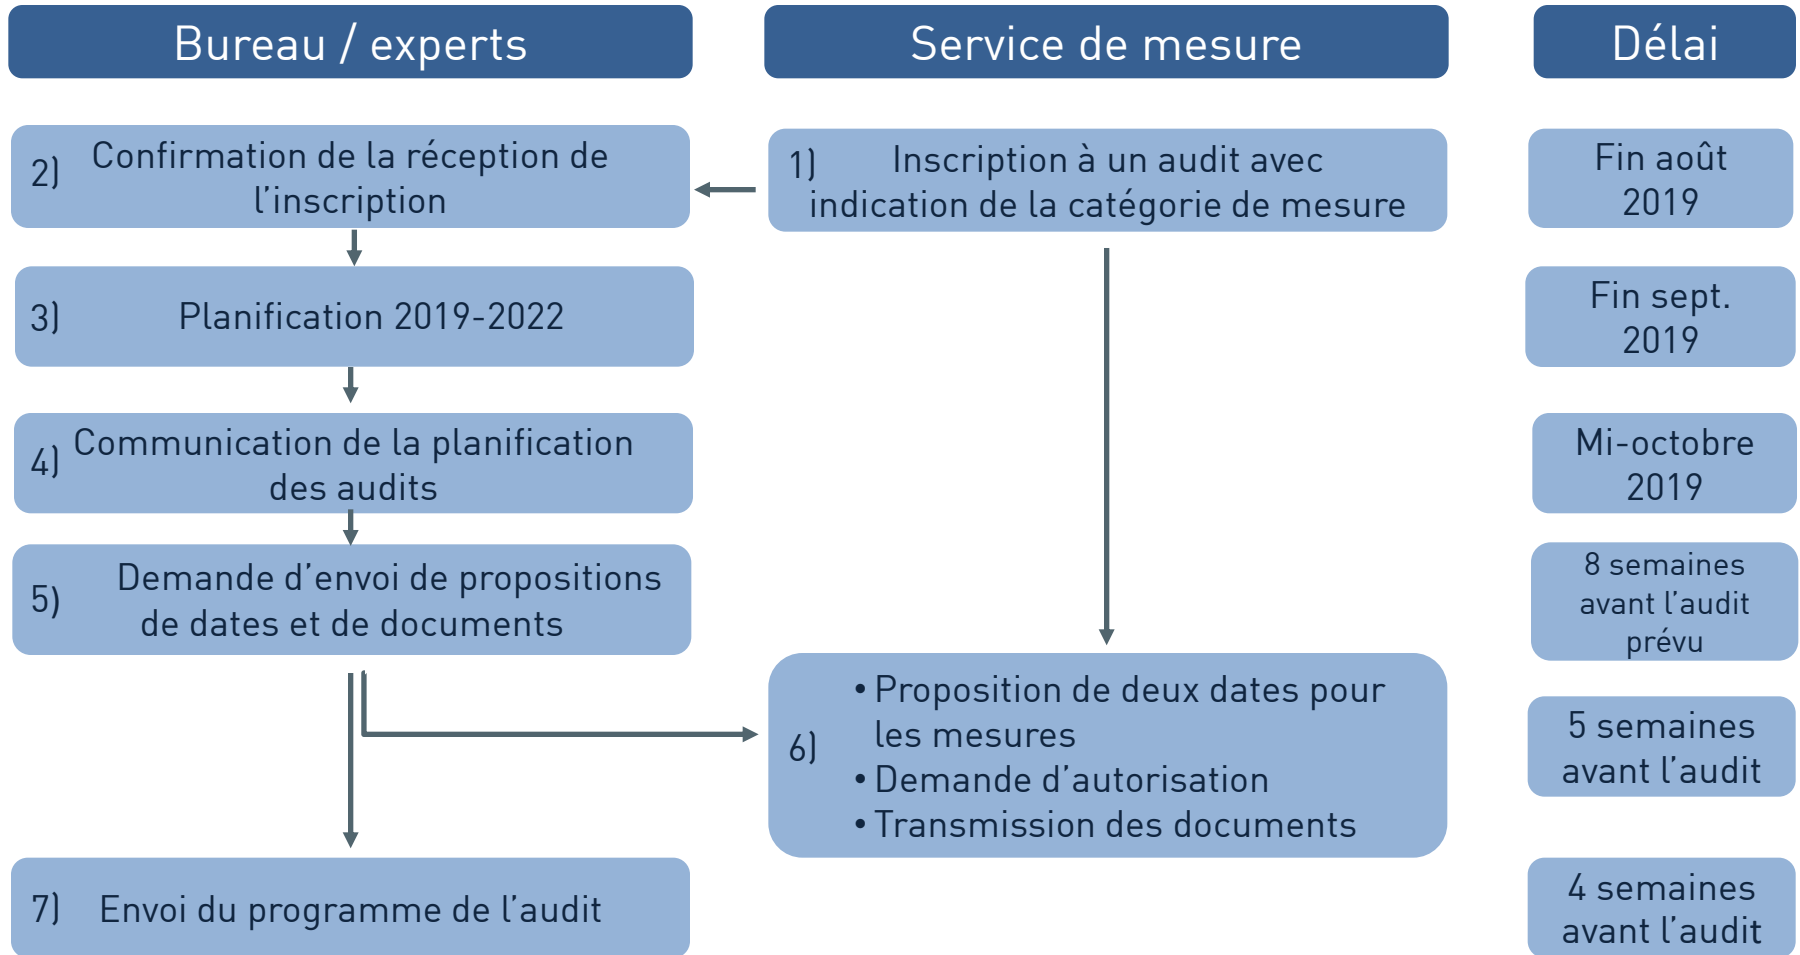 Bureau / experts
Service de mesure
Délai
2) Confirmation de la réception de
l’inscription
1) Inscription à un audit avec
indication de la catégorie de mesure
Fin août
2019
3) Planification 2019-2022
Fin sept.
2019
4) Communication de la planification
des audits
Mi-octobre
2019
5) Demande d’envoi de propositions
de dates et de documents
8 semaines
avant l’audit
prévu
6)
• Proposition de deux dates pour
les mesures
• Demande d’autorisation
• Transmission des documents
5 semaines
avant l’audit
7) Envoi du programme de l’audit
4 semaines
avant l’audit